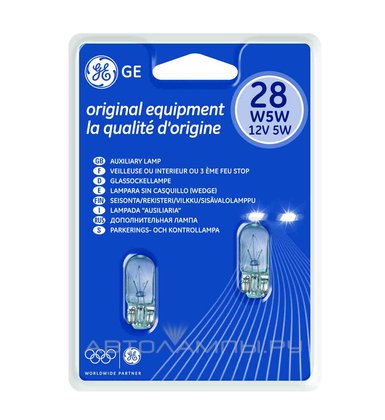 GE
original equipment
la qualité d'origine
28
W5W
12V 5W
GB AUXILIARY LAMP
F VEILLEUSE OU INTERIEUR OU 3 ÈME FEU STOP
D GLASSOCKELLAMPE
E LAMPARA SIN CASQUILLO (WEDGE)
FIN SEISONTA/REKISTERI/VILKKU/SISÄVALOLAMPPU
I LAMPADA "AUSILIARIA"
RUS ДОПОЛНИТЕЛЬНАЯ ЛАМПА
S PARKERINGS- OCH KONTROLLAMPA
АВТОЛАМПЫ.РУ
WORLDWIDE PARTNER